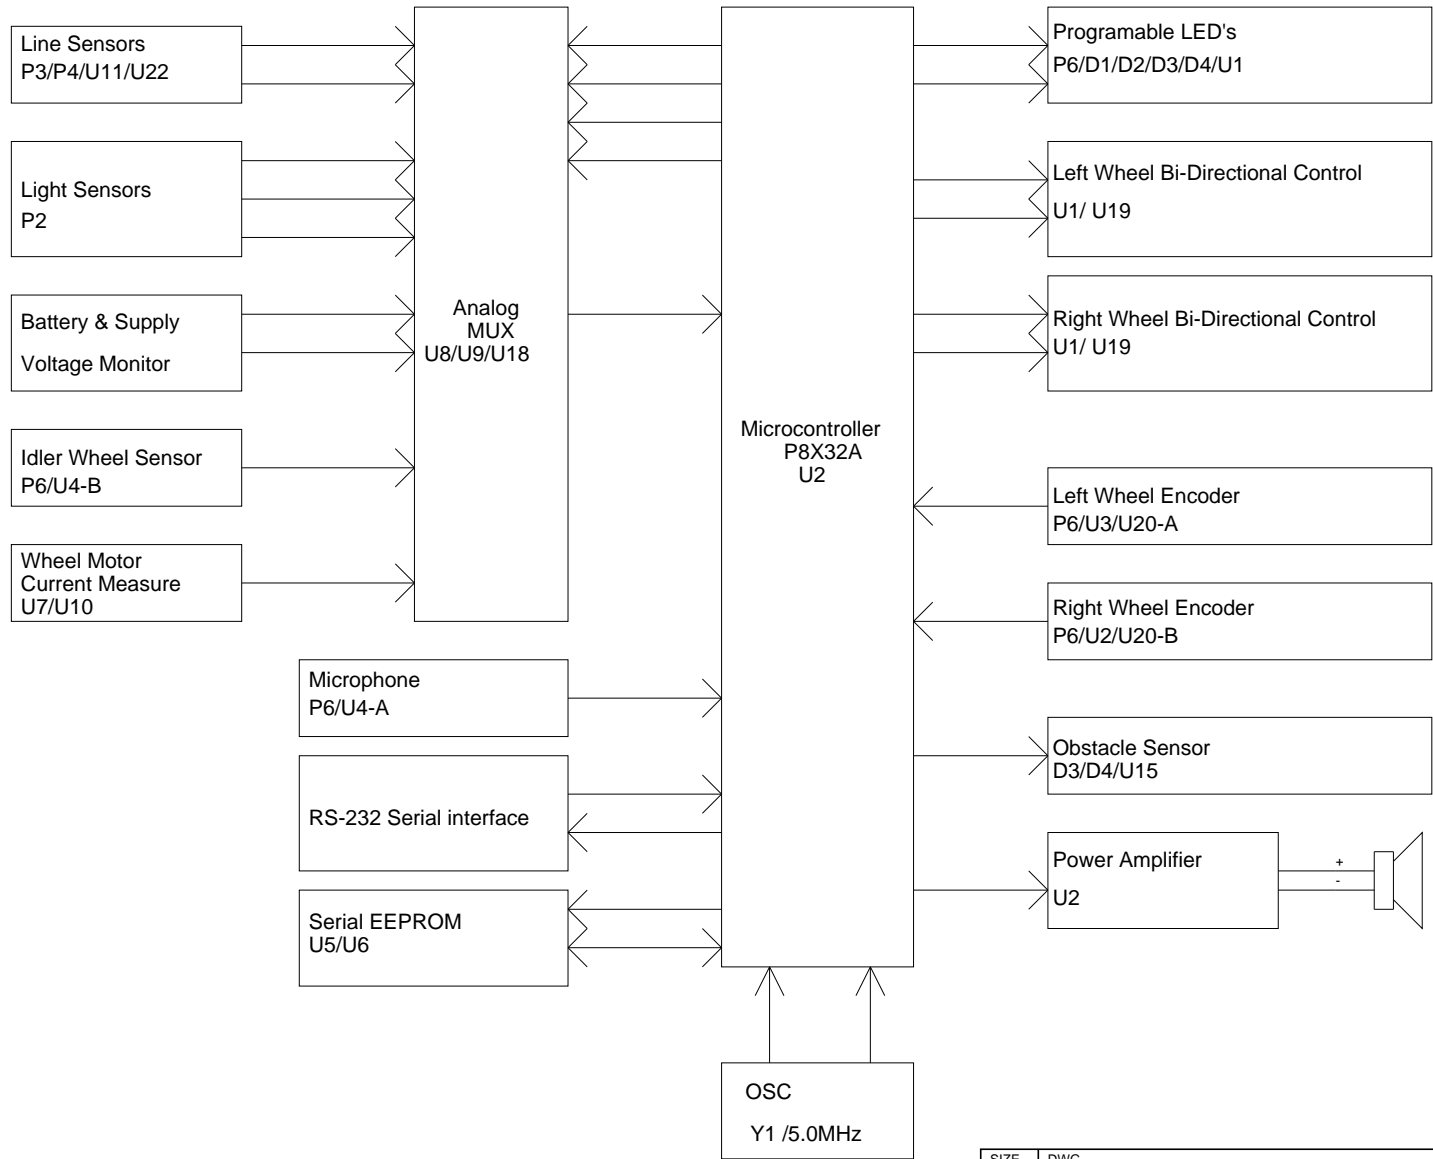 Line Sensors
P3/P4/U11/U22
Light Sensors
P2
Battery & Supply
Voltage Monitor
Idler Wheel Sensor
P6/U4-B
Wheel Motor
Current Measure
U7/U10
Analog
MUX
U8/U9/U18
Microphone
P6/U4-A
RS-232 Serial interface
Serial EEPROM
U5/U6
Microcontroller
P8X32A
U2
OSC
Y1 /5.0MHz
Programable LED's
P6/D1/D2/D3/D4/U1
Left Wheel Bi-Directional Control
U1/ U19
Right Wheel Bi-Directional Control
U1/ U19
Left Wheel Encoder
P6/U3/U20-A
Right Wheel Encoder
P6/U2/U20-B
Obstacle Sensor
D3/D4/U15
Power Amplifier
U2
+
-
SIZE DWG